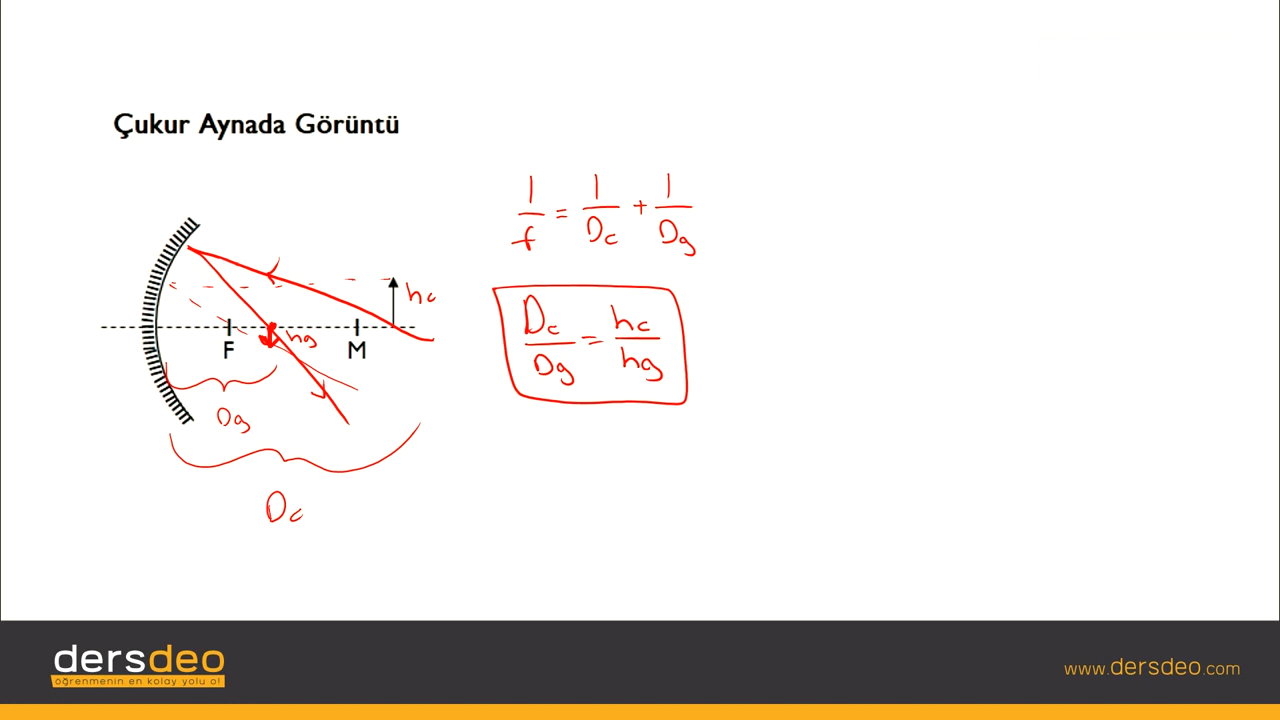 Çukur Aynada Görüntü
1/f = 1/Dc + 1/Dg
Dc/Dg = hc/hg
hc
hg
F
M
Dg
Dc
dersdeo
öğrenmenin en kolay yolu o!
www.dersdeo.com